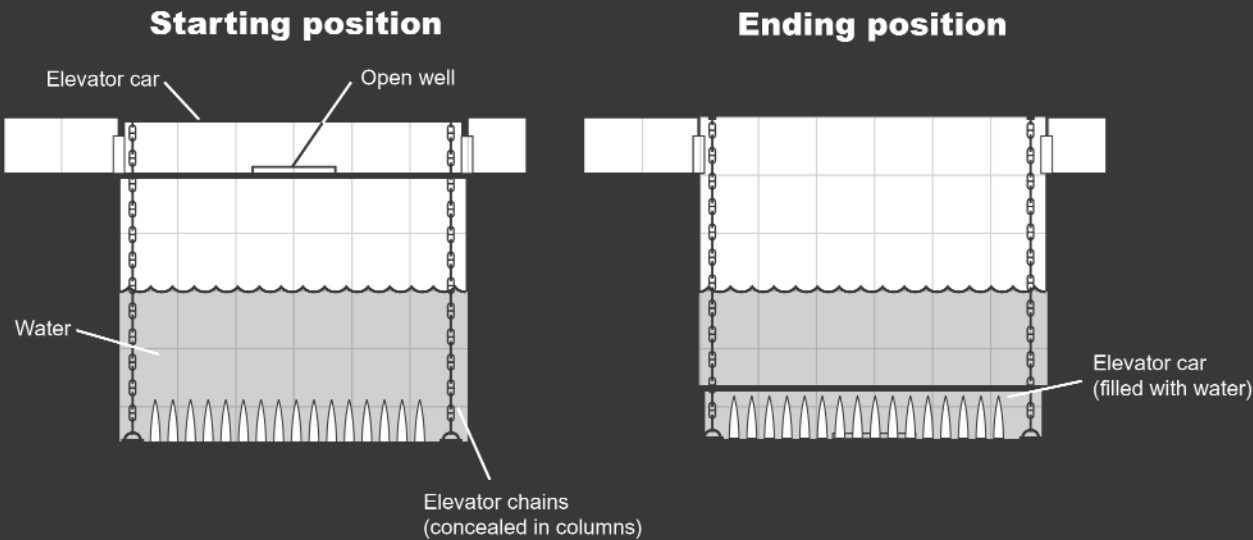 Starting position
Ending position
Elevator car
Open well
Water
Elevator car
(filled with water)
Elevator chains
(concealed in columns)